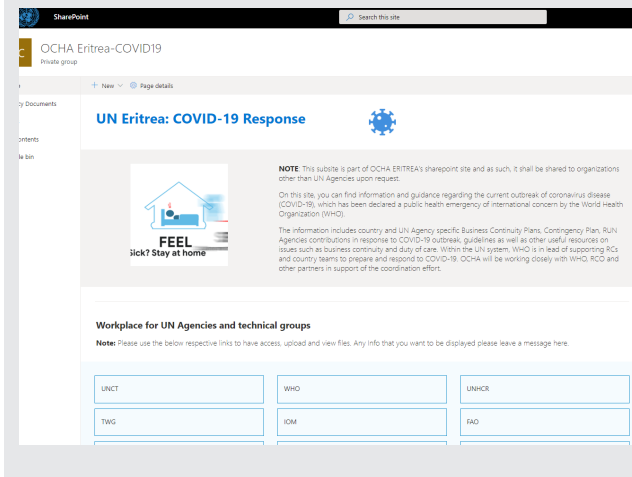 SharePoint
Search this site
C
OCHA Eritrea-COVID19
Private group
+ New
Page details
cy Documents
ontents
le bin
UN Eritrea: COVID-19 Response
FEEL
Sick? Stay at home
NOTE: This subsite is part of OCHA ERITREA's sharepoint site and as such, it shall be shared to organizations
other than UN Agencies upon request.
On this site, you can find information and guidance regarding the current outbreak of coronavirus disease
(COVID-19), which has been declared a public health emergency of international concern by the World Health
Organization (WHO).
The information includes country and UN Agency specific Business Continuity Plans, Contingency Plan, RUN
Agencies contributions in response to COVID-19 outbreak, guidelines as well as other useful resources on
issues such as business continuity and duty of care. Within the UN system, WHO is in lead of supporting RCs
and country teams to prepare and respond to COVID-19. OCHA will be working closely with WHO, RCO and
other partners in support of the coordination effort.
Workplace for UN Agencies and technical groups
Note: Please use the below respective links to have access, upload and view files. Any Info that you want to be displayed please leave a message here.
UNCT
WHO
UNHCR
TWG
IOM
FAO